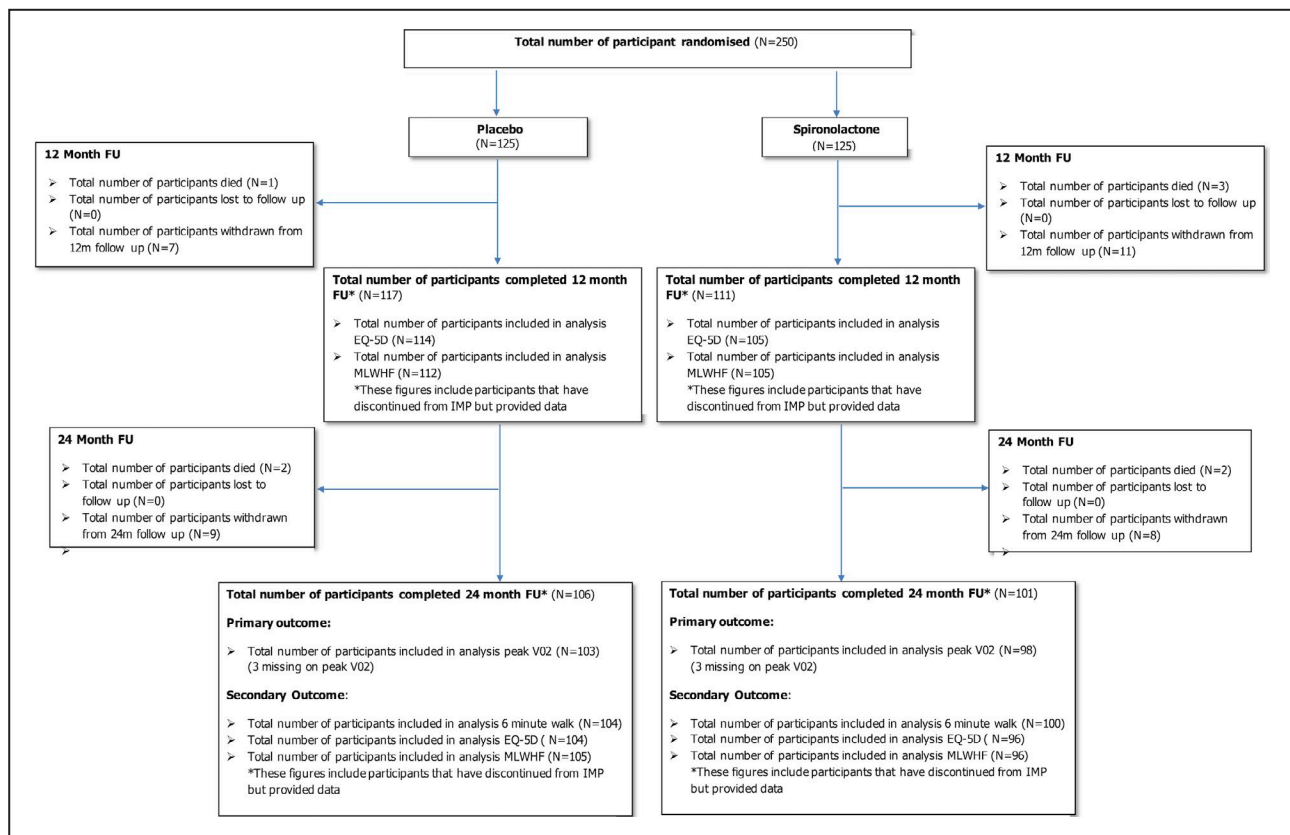 Total number of participant randomised (N=250)
Placebo
(N=125)
Spironolactone
(N=125)
12 Month FU
➢ Total number of participants died (N=1)
➢ Total number of participants lost to follow up
(N=0)
➢ Total number of participants withdrawn from
12m follow up (N=7)
12 Month FU
➢ Total number of participants died (N=3)
➢ Total number of participants lost to follow up
(N=0)
➢ Total number of participants withdrawn from
12m follow up (N=11)
Total number of participants completed 12 month
FU* (N=117)
➢ Total number of participants included in analysis
EQ-5D (N=114)
➢ Total number of participants included in analysis
MLWHF (N=112)
*These figures include participants that have
discontinued from IMP but provided data
Total number of participants completed 12 month
FU* (N=111)
➢ Total number of participants included in analysis
EQ-5D (N=105)
➢ Total number of participants included in analysis
MLWHF (N=105)
*These figures include participants that have
discontinued from IMP but provided data
24 Month FU
➢ Total number of participants died (N=2)
➢ Total number of participants lost to
follow up (N=0)
➢ Total number of participants withdrawn
from 24m follow up (N=9)
➢
24 Month FU
➢ Total number of participants died (N=2)
➢ Total number of participants lost to
follow up (N=0)
➢ Total number of participants withdrawn
from 24m follow up (N=8)
➢
Total number of participants completed 24 month FU* (N=106)
Primary outcome:
➢ Total number of participants included in analysis peak V02 (N=103)
(3 missing on peak V02)
Secondary Outcome:
➢ Total number of participants included in analysis 6 minute walk (N=104)
➢ Total number of participants included in analysis EQ-5D ( N=104)
➢ Total number of participants included in analysis MLWHF (N=105)
*These figures include participants that have discontinued from IMP
but provided data
Total number of participants completed 24 month FU* (N=101)
Primary outcome:
➢ Total number of participants included in analysis peak V02 (N=98)
(3 missing on peak V02)
Secondary Outcome:
➢ Total number of participants included in analysis 6 minute walk (N=100)
➢ Total number of participants included in analysis EQ-5D ( N=96)
➢ Total number of participants included in analysis MLWHF (N=96)
*These figures include participants that have discontinued from IMP
but provided data